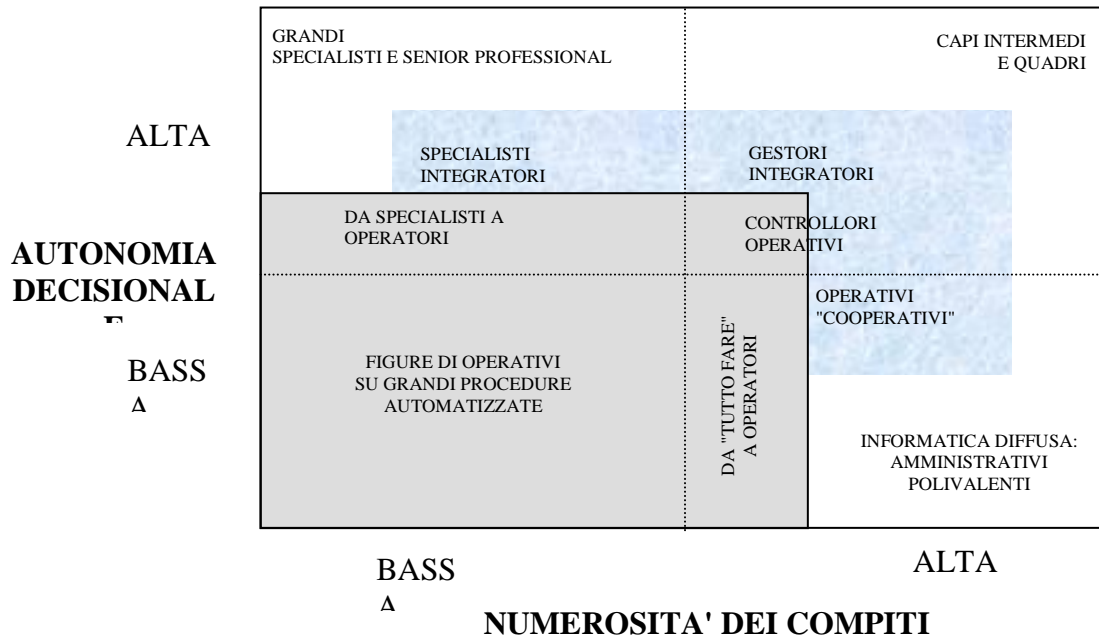 GRANDI
SPECIALISTI E SENIOR PROFESSIONAL
CAPI INTERMEDI
E QUADRI
ALTA
SPECIALISTI
INTEGRATORI
GESTORI
INTEGRATORI
DA SPECIALISTI A
OPERATORI
CONTROLLORI
OPERATIVI
AUTONOMIA
DECISIONAL
E
OPERATIVI
"COOPERATIVI"
BASS
A
FIGURE DI OPERATIVI
SU GRANDI PROCEDURE
AUTOMATIZZATE
DA "TUTTO FARE"
A OPERATORI
INFORMATICA DIFFUSA:
AMMINISTRATIVI
POLIVALENTI
BASS
A
ALTA
NUMEROSITA' DEI COMPITI